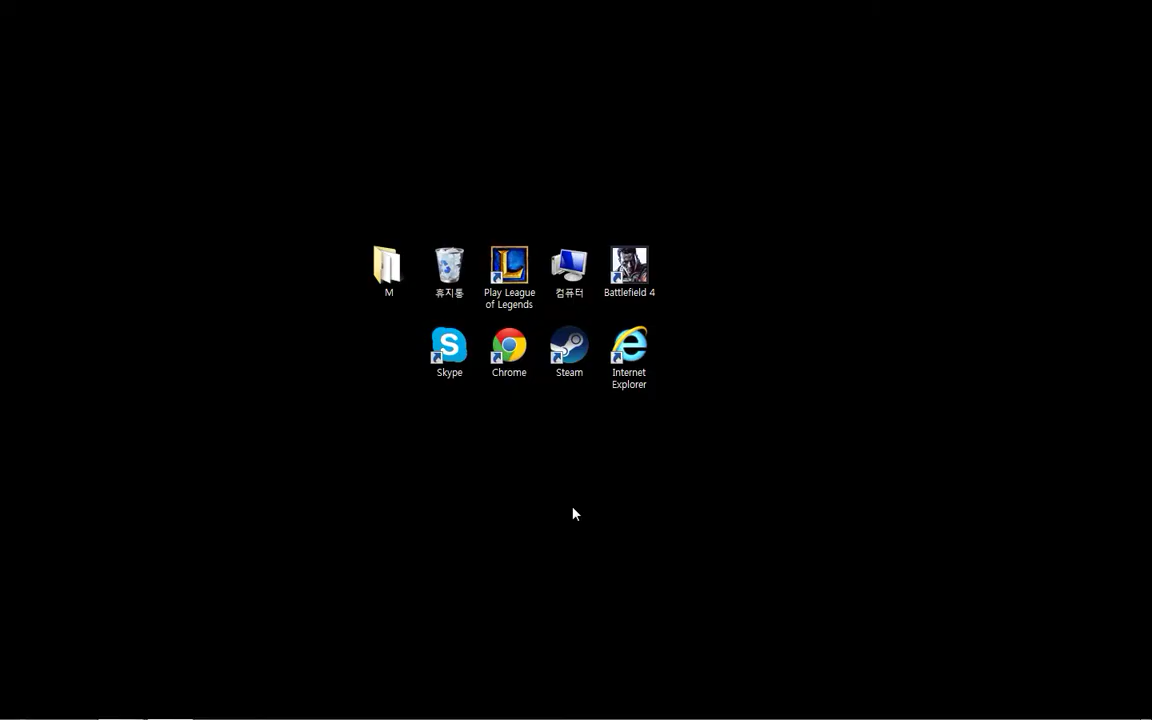 M
휴지통
Play League
of Legends
컴퓨터
Battlefield 4
Skype
Chrome
Steam
Internet
Explorer